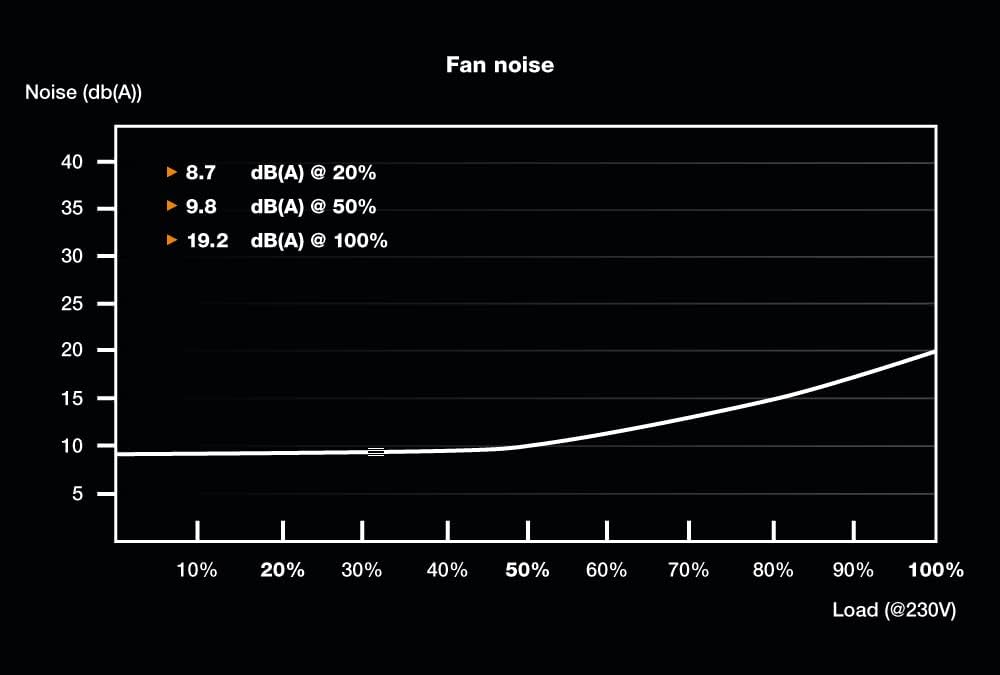 Fan noise
Noise (db(A))
40
8.7 dB(A) @ 20%
35
9.8 dB(A) @ 50%
30
19.2 dB(A) @ 100%
25
20
15
10
5
10% 20% 30% 40% 50% 60% 70% 80% 90% 100%
Load (@230V)